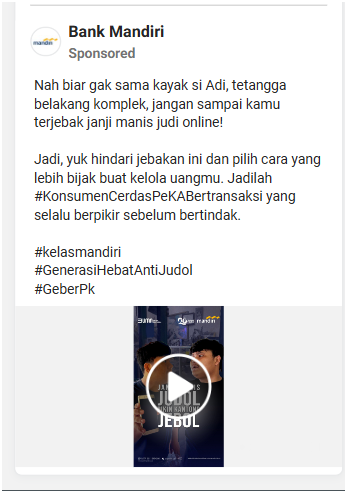 Bank Mandiri
mandiri
Sponsored
Nah biar gak sama kayak si Adi, tetangga
belakang komplek, jangan sampai kamu
terjebak janji manis judi online!
Jadi, yuk hindari jebakan ini dan pilih cara yang
lebih bijak buat kelola uangmu. Jadilah
#KonsumenCerdasPeKABertransaksi yang
selalu berpikir sebelum bertindak.
#kelasmandiri
#GenerasiHebatAntiJudol
#GeberPk
mandiri
JUDOL
JEBOL